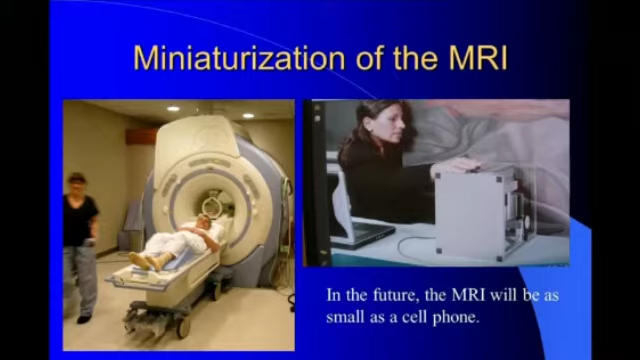 Miniaturization of the MRI
In the future, the MRI will be as
small as a cell phone.